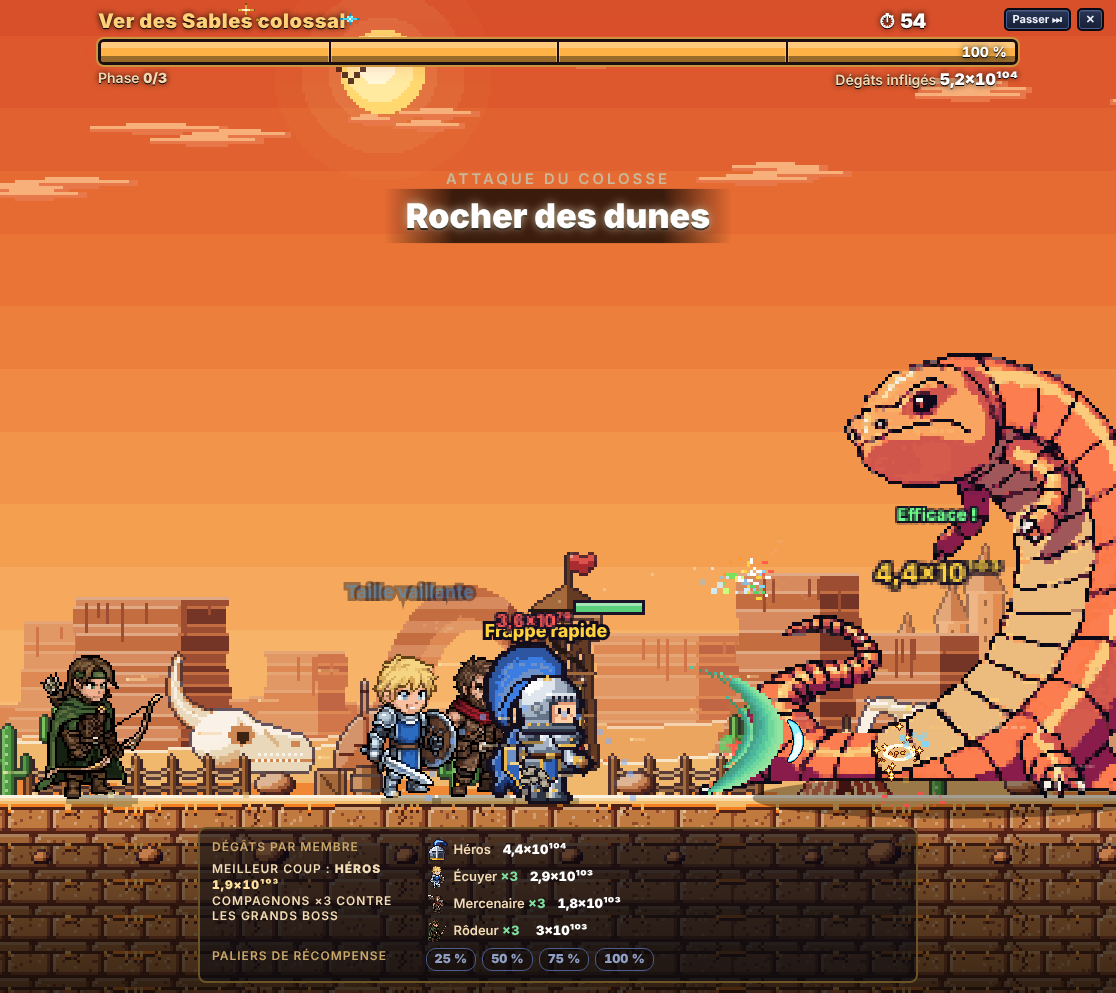 Ver des Sables colossal
54
Passer
100 %
Phase 0/3
Dégâts infligés 5,2×10¹⁰⁴
ATTAQUE DU COLOSSE
Rocher des dunes
Efficace !
4,4×10
Taille vaillante
Frappe rapide
DÉGÂTS PAR MEMBRE
MEILLEUR COUP : HÉROS
1,9×10¹⁰³
COMPAGNONS ×3 CONTRE
LES GRANDS BOSS
Héros 4,4×10¹⁰⁴
Écuyer ×3 2,9×10¹⁰³
Mercenaire ×3 1,8×10¹⁰³
Rôdeur ×3 3×10¹⁰³
PALIERS DE RÉCOMPENSE
25 % 50 % 75 % 100 %